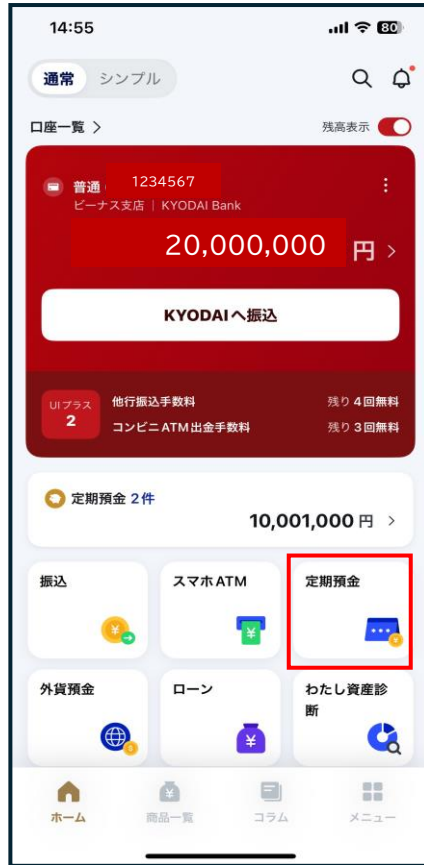 14:55
80
通常 シンプル
口座一覧 >
残高表示
普通 1234567
ビーナス支店 | KYODAI Bank
20,000,000 円 >
KYODAIへ振込
UIプラス
2
他行振込手数料 残り4回無料
コンビニATM出金手数料 残り3回無料
定期預金 2件
10,001,000 円 >
振込 スマホATM 定期預金
外貨預金 ローン わたし資産診
断
ホーム 商品一覧 コラム メニュー